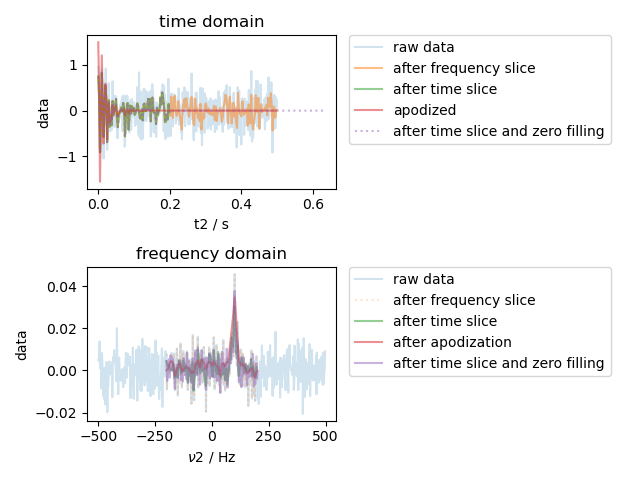 time domain
data
1
0
−1
0.0 0.2 0.4 0.6
t2 / s
raw data
after frequency slice
after time slice
apodized
after time slice and zero filling
frequency domain
data
0.04
0.02
0.00
−0.02
−500 −250 0 250 500
ν2 / Hz
raw data
after frequency slice
after time slice
after apodization
after time slice and zero filling